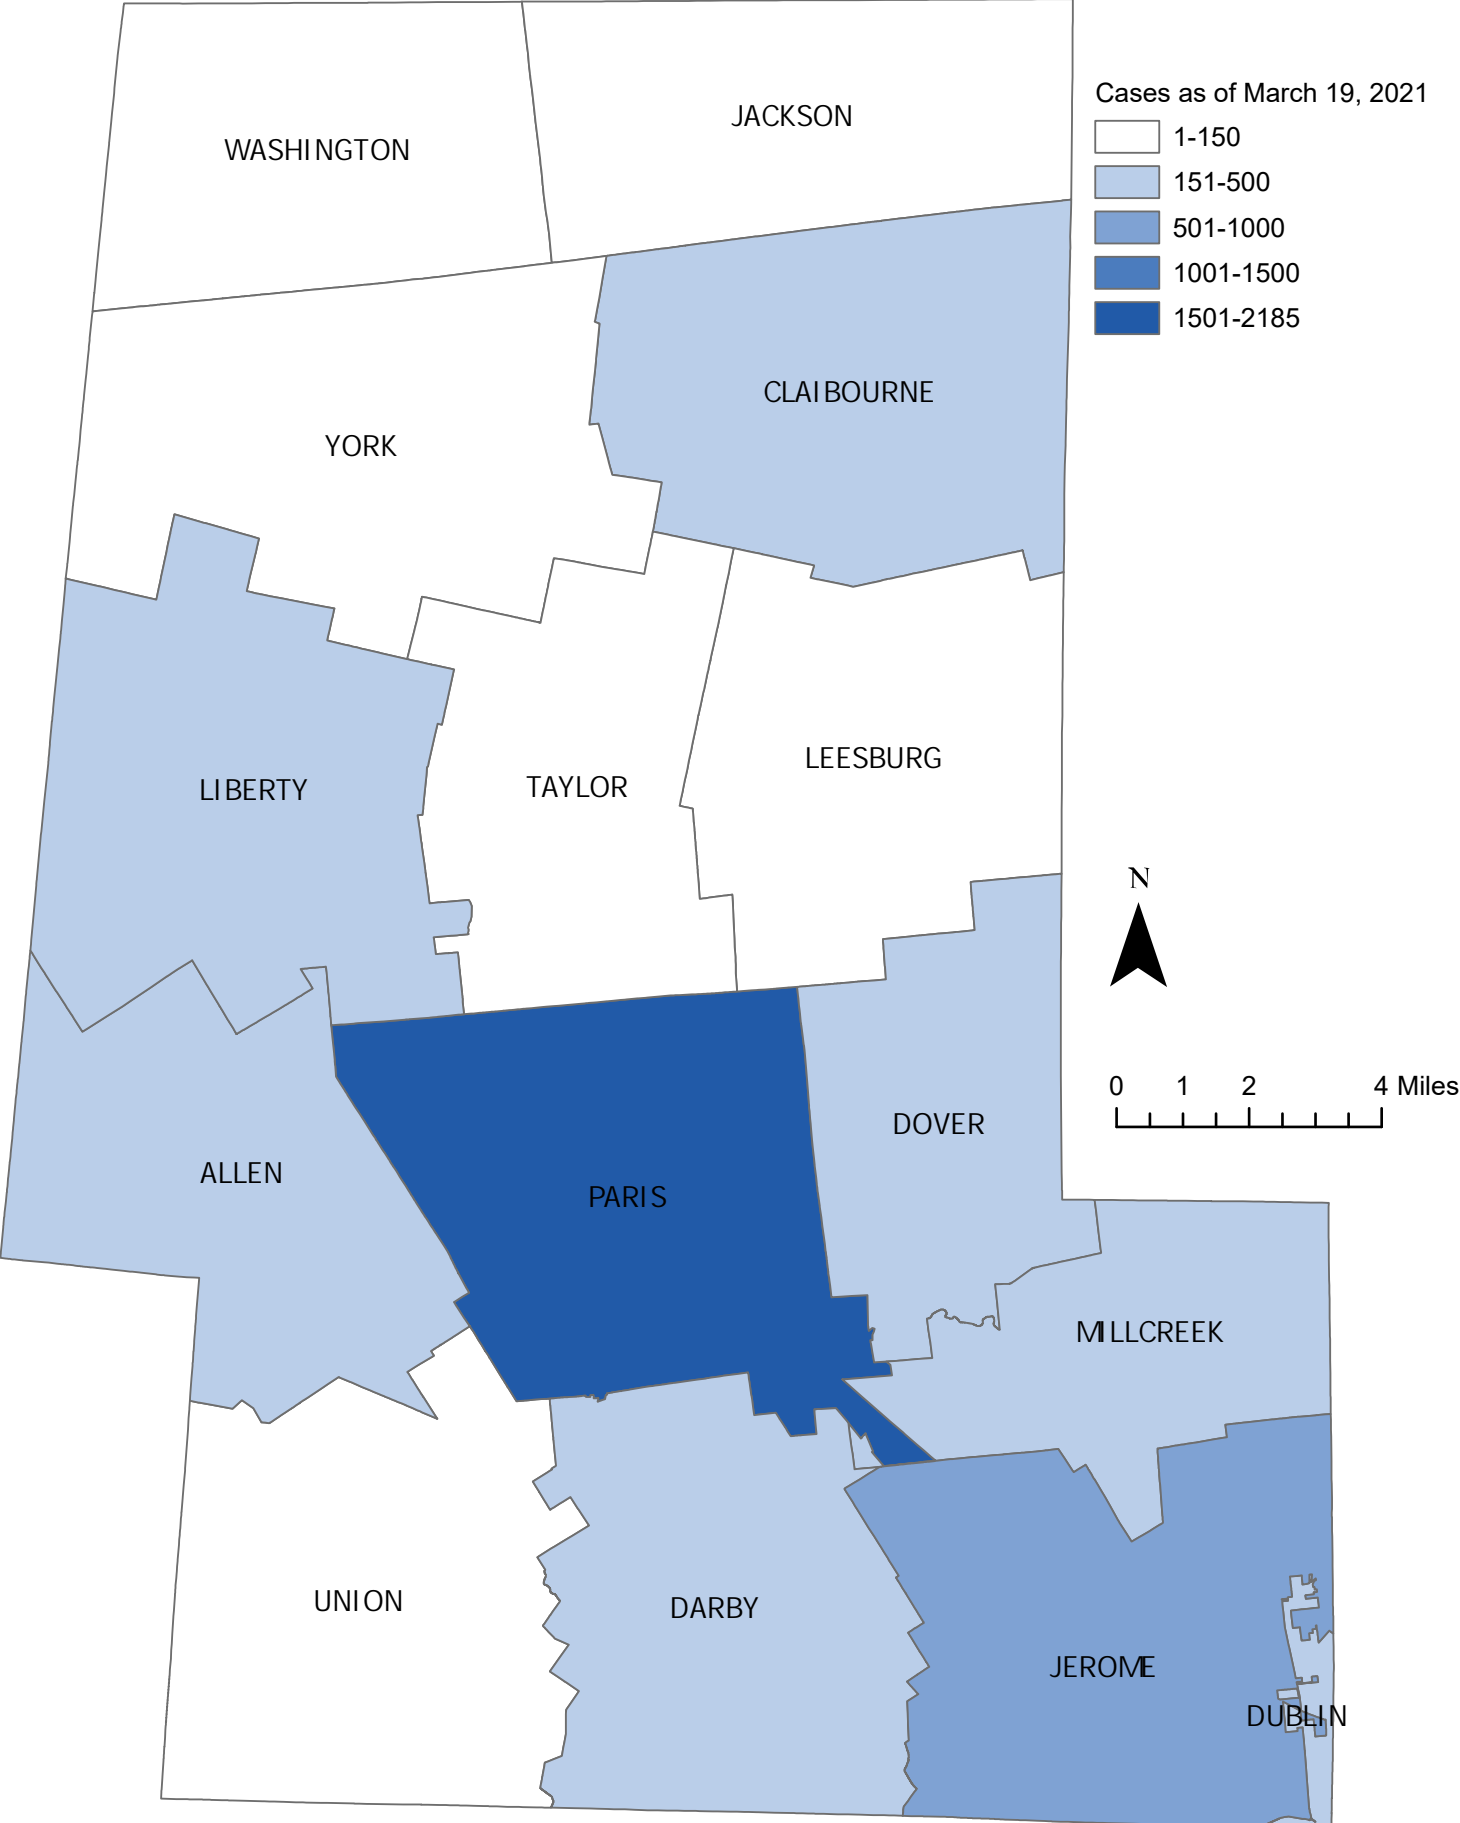 Cases as of March 19, 2021
1-150
151-500
501-1000
1001-1500
1501-2185
WASHINGTON
JACKSON
CLAIBOURNE
YORK
LEESBURG
LIBERTY
TAYLOR
N
0 1 2 4 Miles
DOVER
ALLEN
PARIS
MILLCREEK
UNION
DARBY
JEROME
DUBLIN